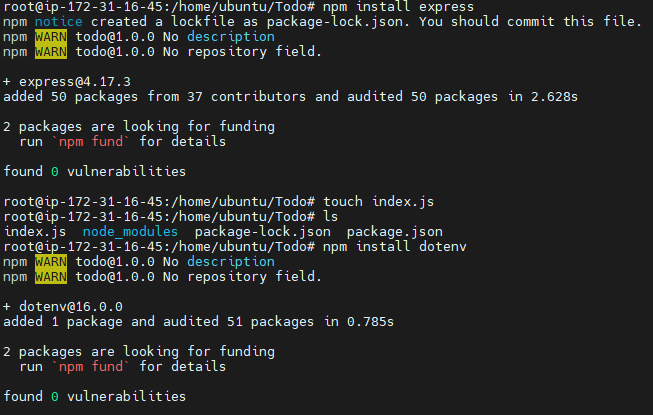 root@ip-172-31-16-45:/home/ubuntu/Todo# npm install express
npm notice created a lockfile as package-lock.json. You should commit this file.
npm WARN todo@1.0.0 No description
npm WARN todo@1.0.0 No repository field.
+ express@4.17.3
added 50 packages from 37 contributors and audited 50 packages in 2.628s
2 packages are looking for funding
  run `npm fund` for details
found 0 vulnerabilities
root@ip-172-31-16-45:/home/ubuntu/Todo# touch index.js
root@ip-172-31-16-45:/home/ubuntu/Todo# ls
index.js  node_modules  package-lock.json  package.json
root@ip-172-31-16-45:/home/ubuntu/Todo# npm install dotenv
npm WARN todo@1.0.0 No description
npm WARN todo@1.0.0 No repository field.
+ dotenv@16.0.0
added 1 package and audited 51 packages in 0.785s
2 packages are looking for funding
  run `npm fund` for details
found 0 vulnerabilities